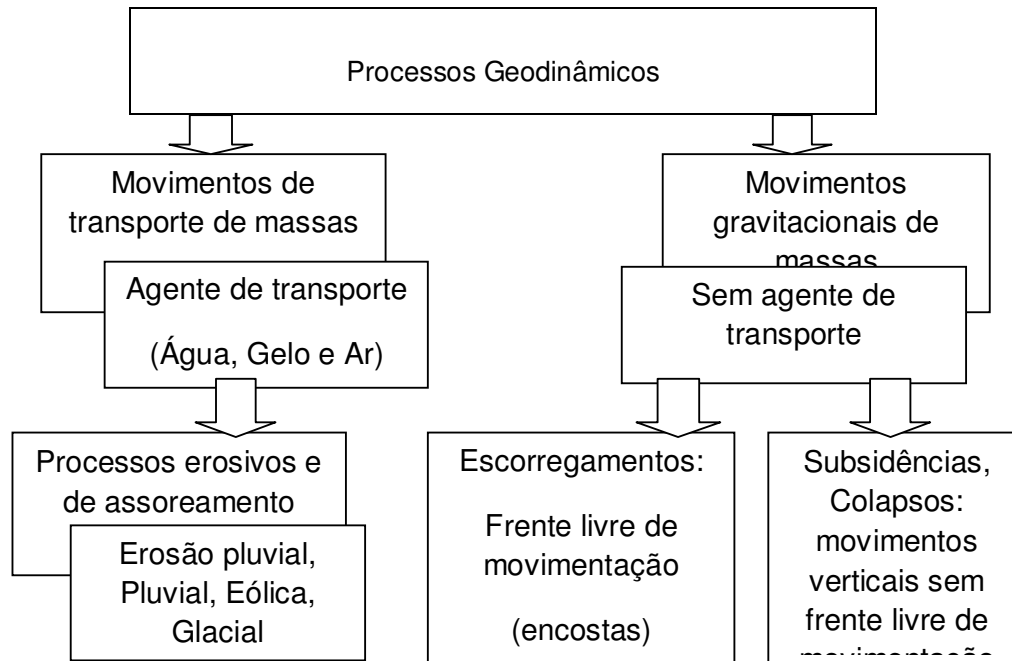 Processos Geodinâmicos
Movimentos de
transporte de massas
Agente de transporte
(Água, Gelo e Ar)
Movimentos
gravitacionais de
massas
Sem agente de
transporte
Processos erosivos e
de assoreamento
Erosão pluvial,
Pluvial, Eólica,
Glacial
Escorregamentos:
Frente livre de
movimentação
(encostas)
Subsidências,
Colapsos:
movimentos
verticais sem
frente livre de
movimentação